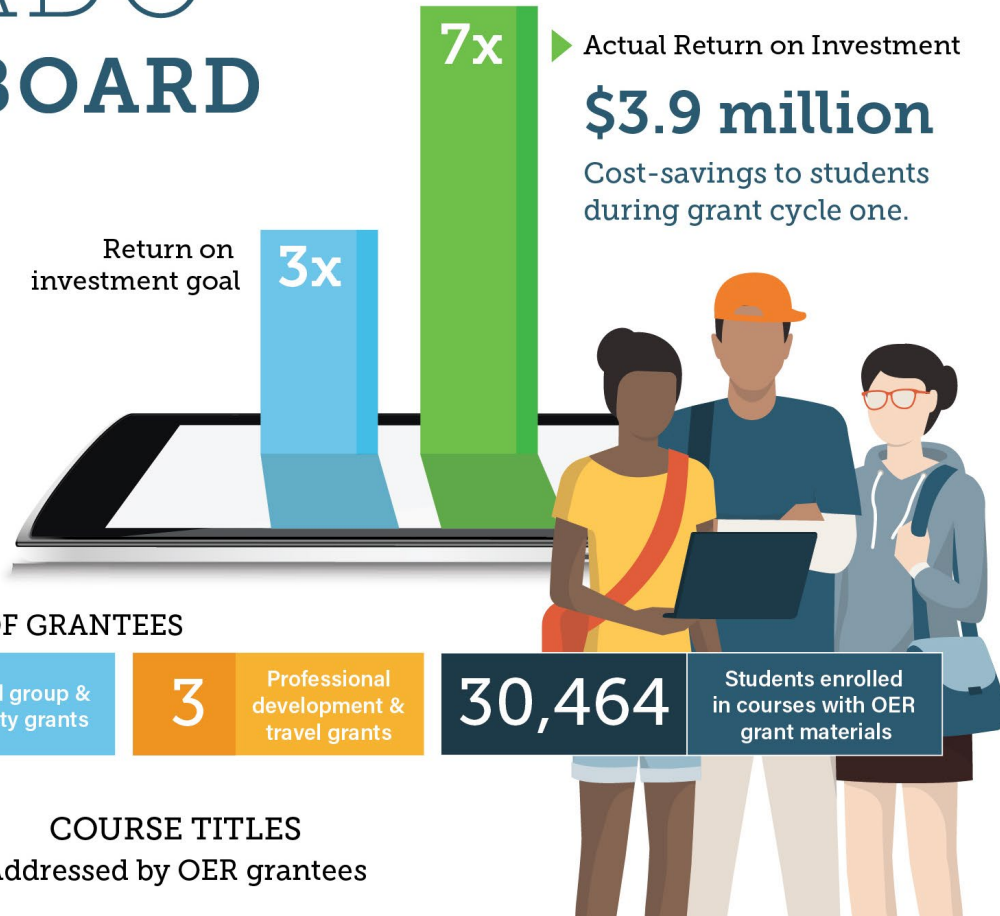 BOARD
7x
Actual Return on Investment
$3.9 million
Cost-savings to students
during grant cycle one.
Return on
investment goal
3x
OF GRANTEES
group &
grants
3
Professional
development &
travel grants
30,464
Students enrolled
in courses with OER
grant materials
COURSE TITLES
Addressed by OER grantees